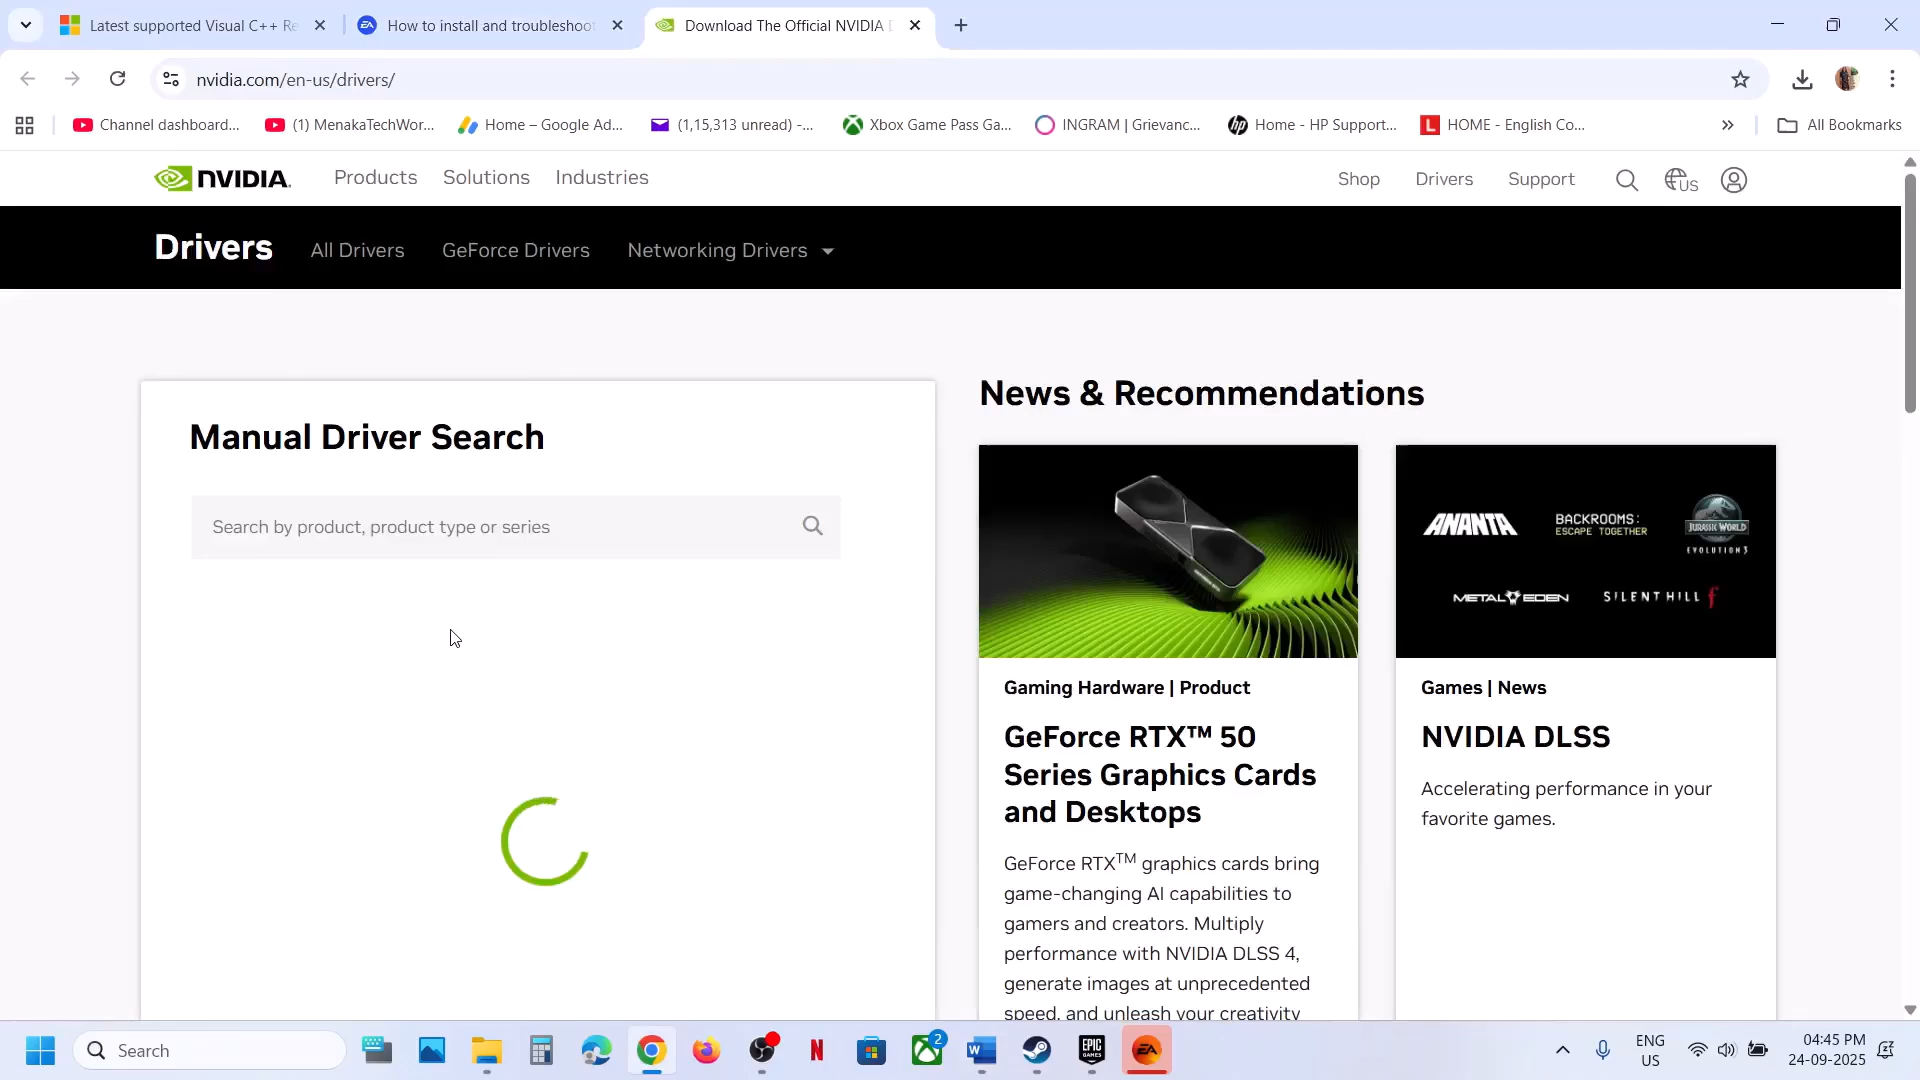 Latest supported Visual C++ Re
How to install and troubleshoot
Download The Official NVIDIA D
nvidia.com/en-us/drivers/
Channel dashboard...
(1) MenakaTechWor...
Home – Google Ad...
(1,15,313 unread) -...
Xbox Game Pass Ga...
INGRAM | Grievanc...
Home - HP Support...
HOME - English Co...
All Bookmarks
NVIDIA.
Products
Solutions
Industries
Shop
Drivers
Support
US
Drivers
All Drivers
GeForce Drivers
Networking Drivers
Manual Driver Search
Search by product, product type or series
News & Recommendations
ANANTA
BACKROOMS:
ESCAPE TOGETHER
JURASSIC WORLD
EVOLUTION 3
METAL EDEN
SILENT HILL f
Gaming Hardware | Product
GeForce RTX™ 50
Series Graphics Cards
and Desktops
GeForce RTX™ graphics cards bring
game-changing AI capabilities to
gamers and creators. Multiply
performance with NVIDIA DLSS 4,
generate images at unprecedented
speed, and unleash your creativity
Games | News
NVIDIA DLSS
Accelerating performance in your
favorite games.
Search
2
EPIC
GAMES
EA
ENG
US
04:45 PM
24-09-2025